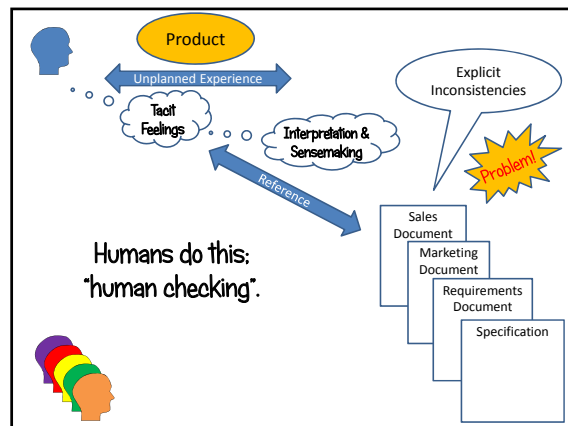 Product
Unplanned Experience
Tacit
Feelings
Interpretation &
Sensemaking
Explicit
Inconsistencies
Problem!
Reference
Sales
Document
Marketing
Document
Requirements
Document
Specification
Humans do this:
"human checking".